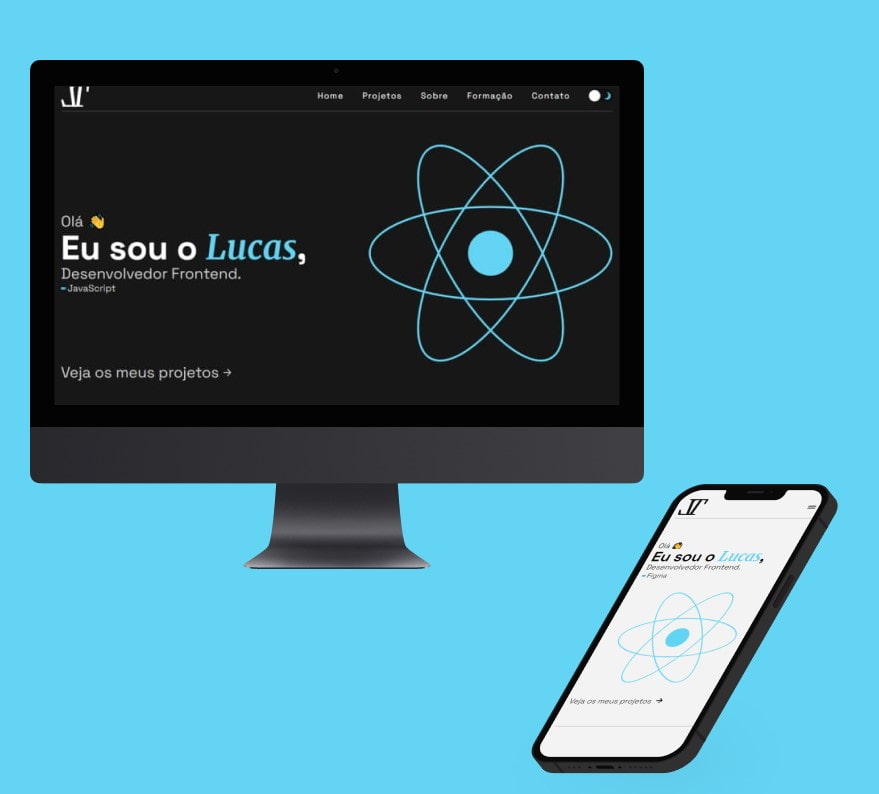 Home Projetos Sobre Formação Contato
Olá 👋
Eu sou o Lucas,
Desenvolvedor Frontend.
JavaScript
Veja os meus projetos →
Olá 👋
Eu sou o Lucas,
Desenvolvedor Frontend.
Figma
Veja os meus projetos →